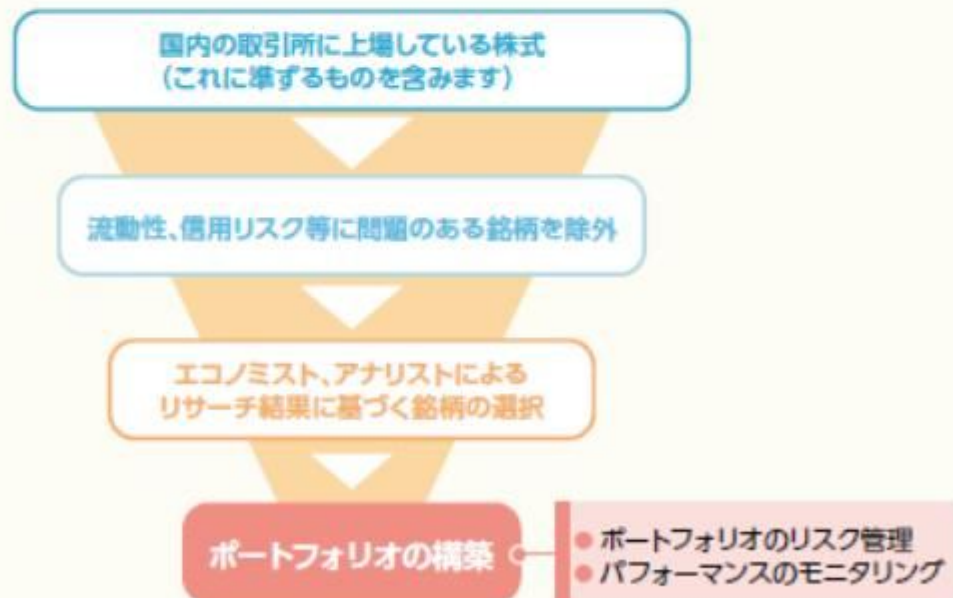 国内の取引所に上場している株式
(これに準ずるものを含みます)
流動性、信用リスク等に問題のある銘柄を除外
エコノミスト、アナリストによる
リサーチ結果に基づく銘柄の選択
ポートフォリオの構築
● ポートフォリオのリスク管理
● パフォーマンスのモニタリング